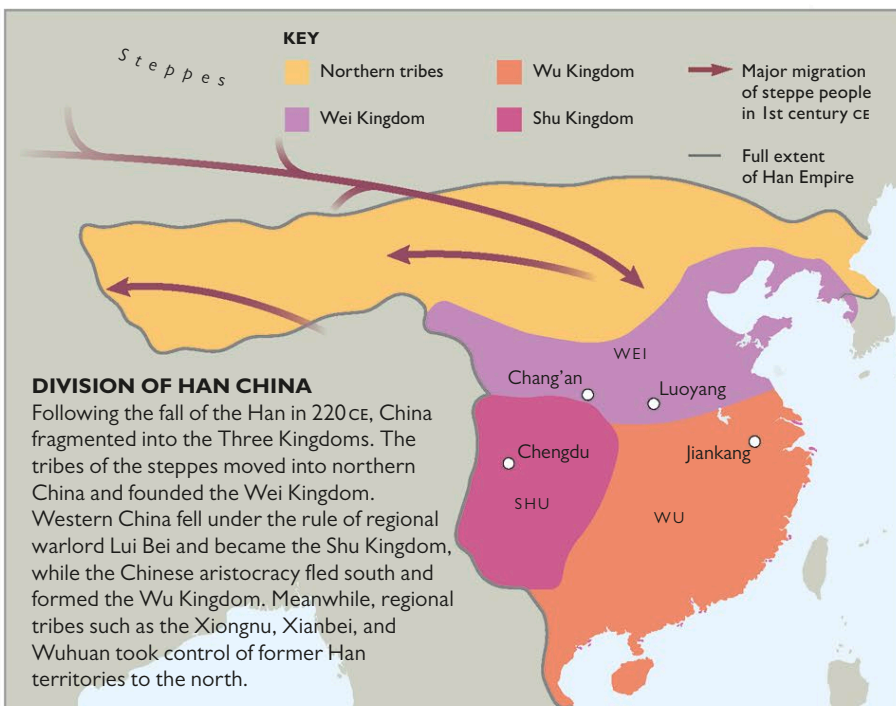 Steppes
KEY
Northern tribes
Wei Kingdom
Wu Kingdom
Shu Kingdom
Major migration
of steppe people
in 1st century CE
Full extent
of Han Empire
WEI
Chang’an
Luoyang
Chengdu
Jiankang
SHU
WU
DIVISION OF HAN CHINA
Following the fall of the Han in 220 CE, China
fragmented into the Three Kingdoms. The
tribes of the steppes moved into northern
China and founded the Wei Kingdom.
Western China fell under the rule of regional
warlord Lui Bei and became the Shu Kingdom,
while the Chinese aristocracy fled south and
formed the Wu Kingdom. Meanwhile, regional
tribes such as the Xiongnu, Xianbei, and
Wuhuan took control of former Han
territories to the north.